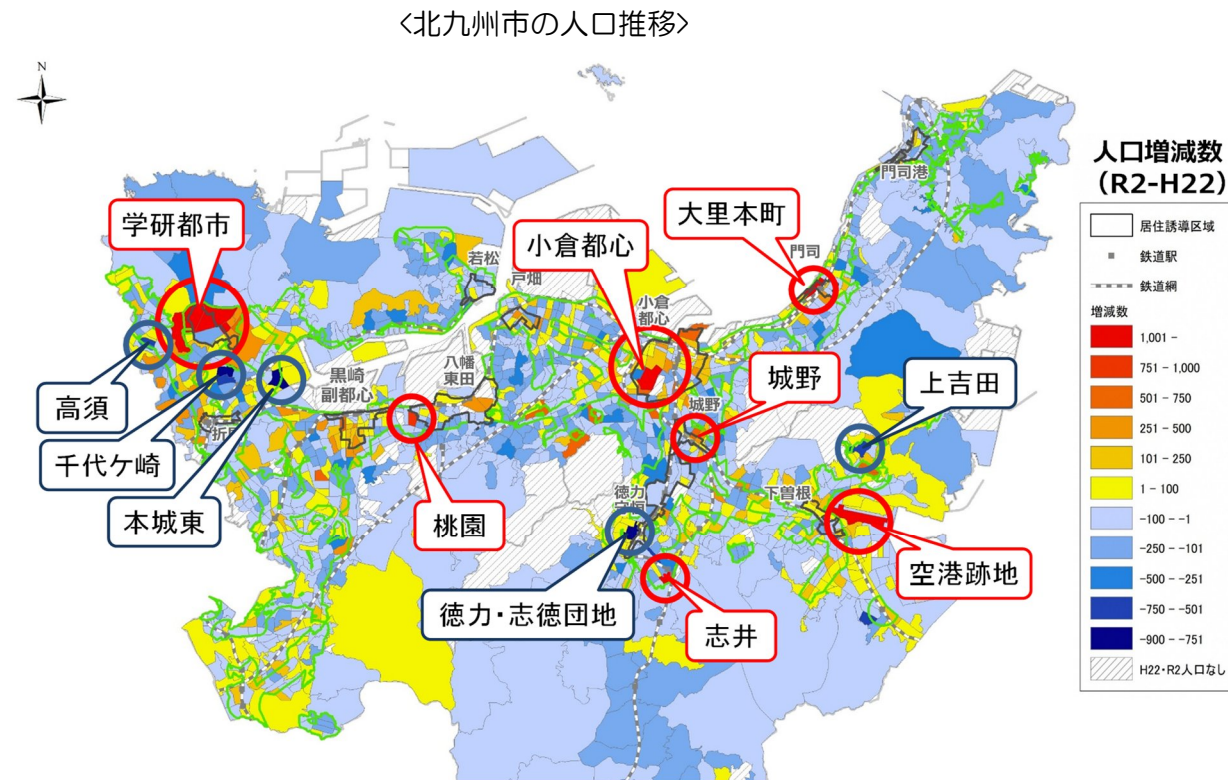 <北九州市の人口推移>
N
人口増減数
(R2-H22)
居住誘導区域
鉄道駅
鉄道網
増減数
1,001 -
751 - 1,000
501 - 750
251 - 500
101 - 250
1 - 100
-100 - -1
-250 - -101
-500 - -251
-750 - -501
-900 - -751
H22・R2人口なし
門司港
大里本町
学研都市
小倉都心
門司
若松
戸畑
小倉
都心
八幡
東田
黒崎
副都心
城野
城野
上吉田
高須
千代ケ崎
本城東
桃園
徳力
下曽根
空港跡地
徳力・志徳団地
志井